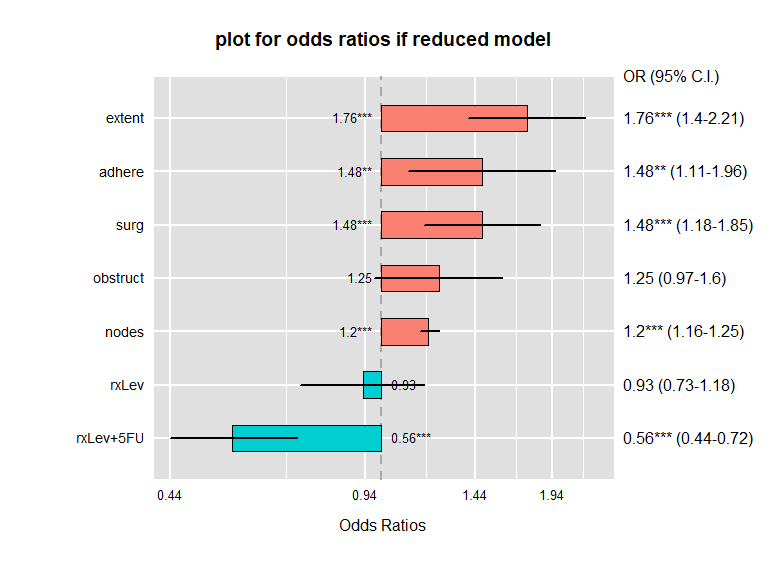 plot for odds ratios if reduced model
OR (95% C.I.)
extent 1.76*** 1.76*** (1.4-2.21)
adhere 1.48** 1.48** (1.11-1.96)
surg 1.48*** 1.48*** (1.18-1.85)
obstruct 1.25 1.25 (0.97-1.6)
nodes 1.2*** 1.2*** (1.16-1.25)
rxLev 0.93 0.93 (0.73-1.18)
rxLev+5FU 0.56*** 0.56*** (0.44-0.72)
0.44 0.94 1.44 1.94
Odds Ratios